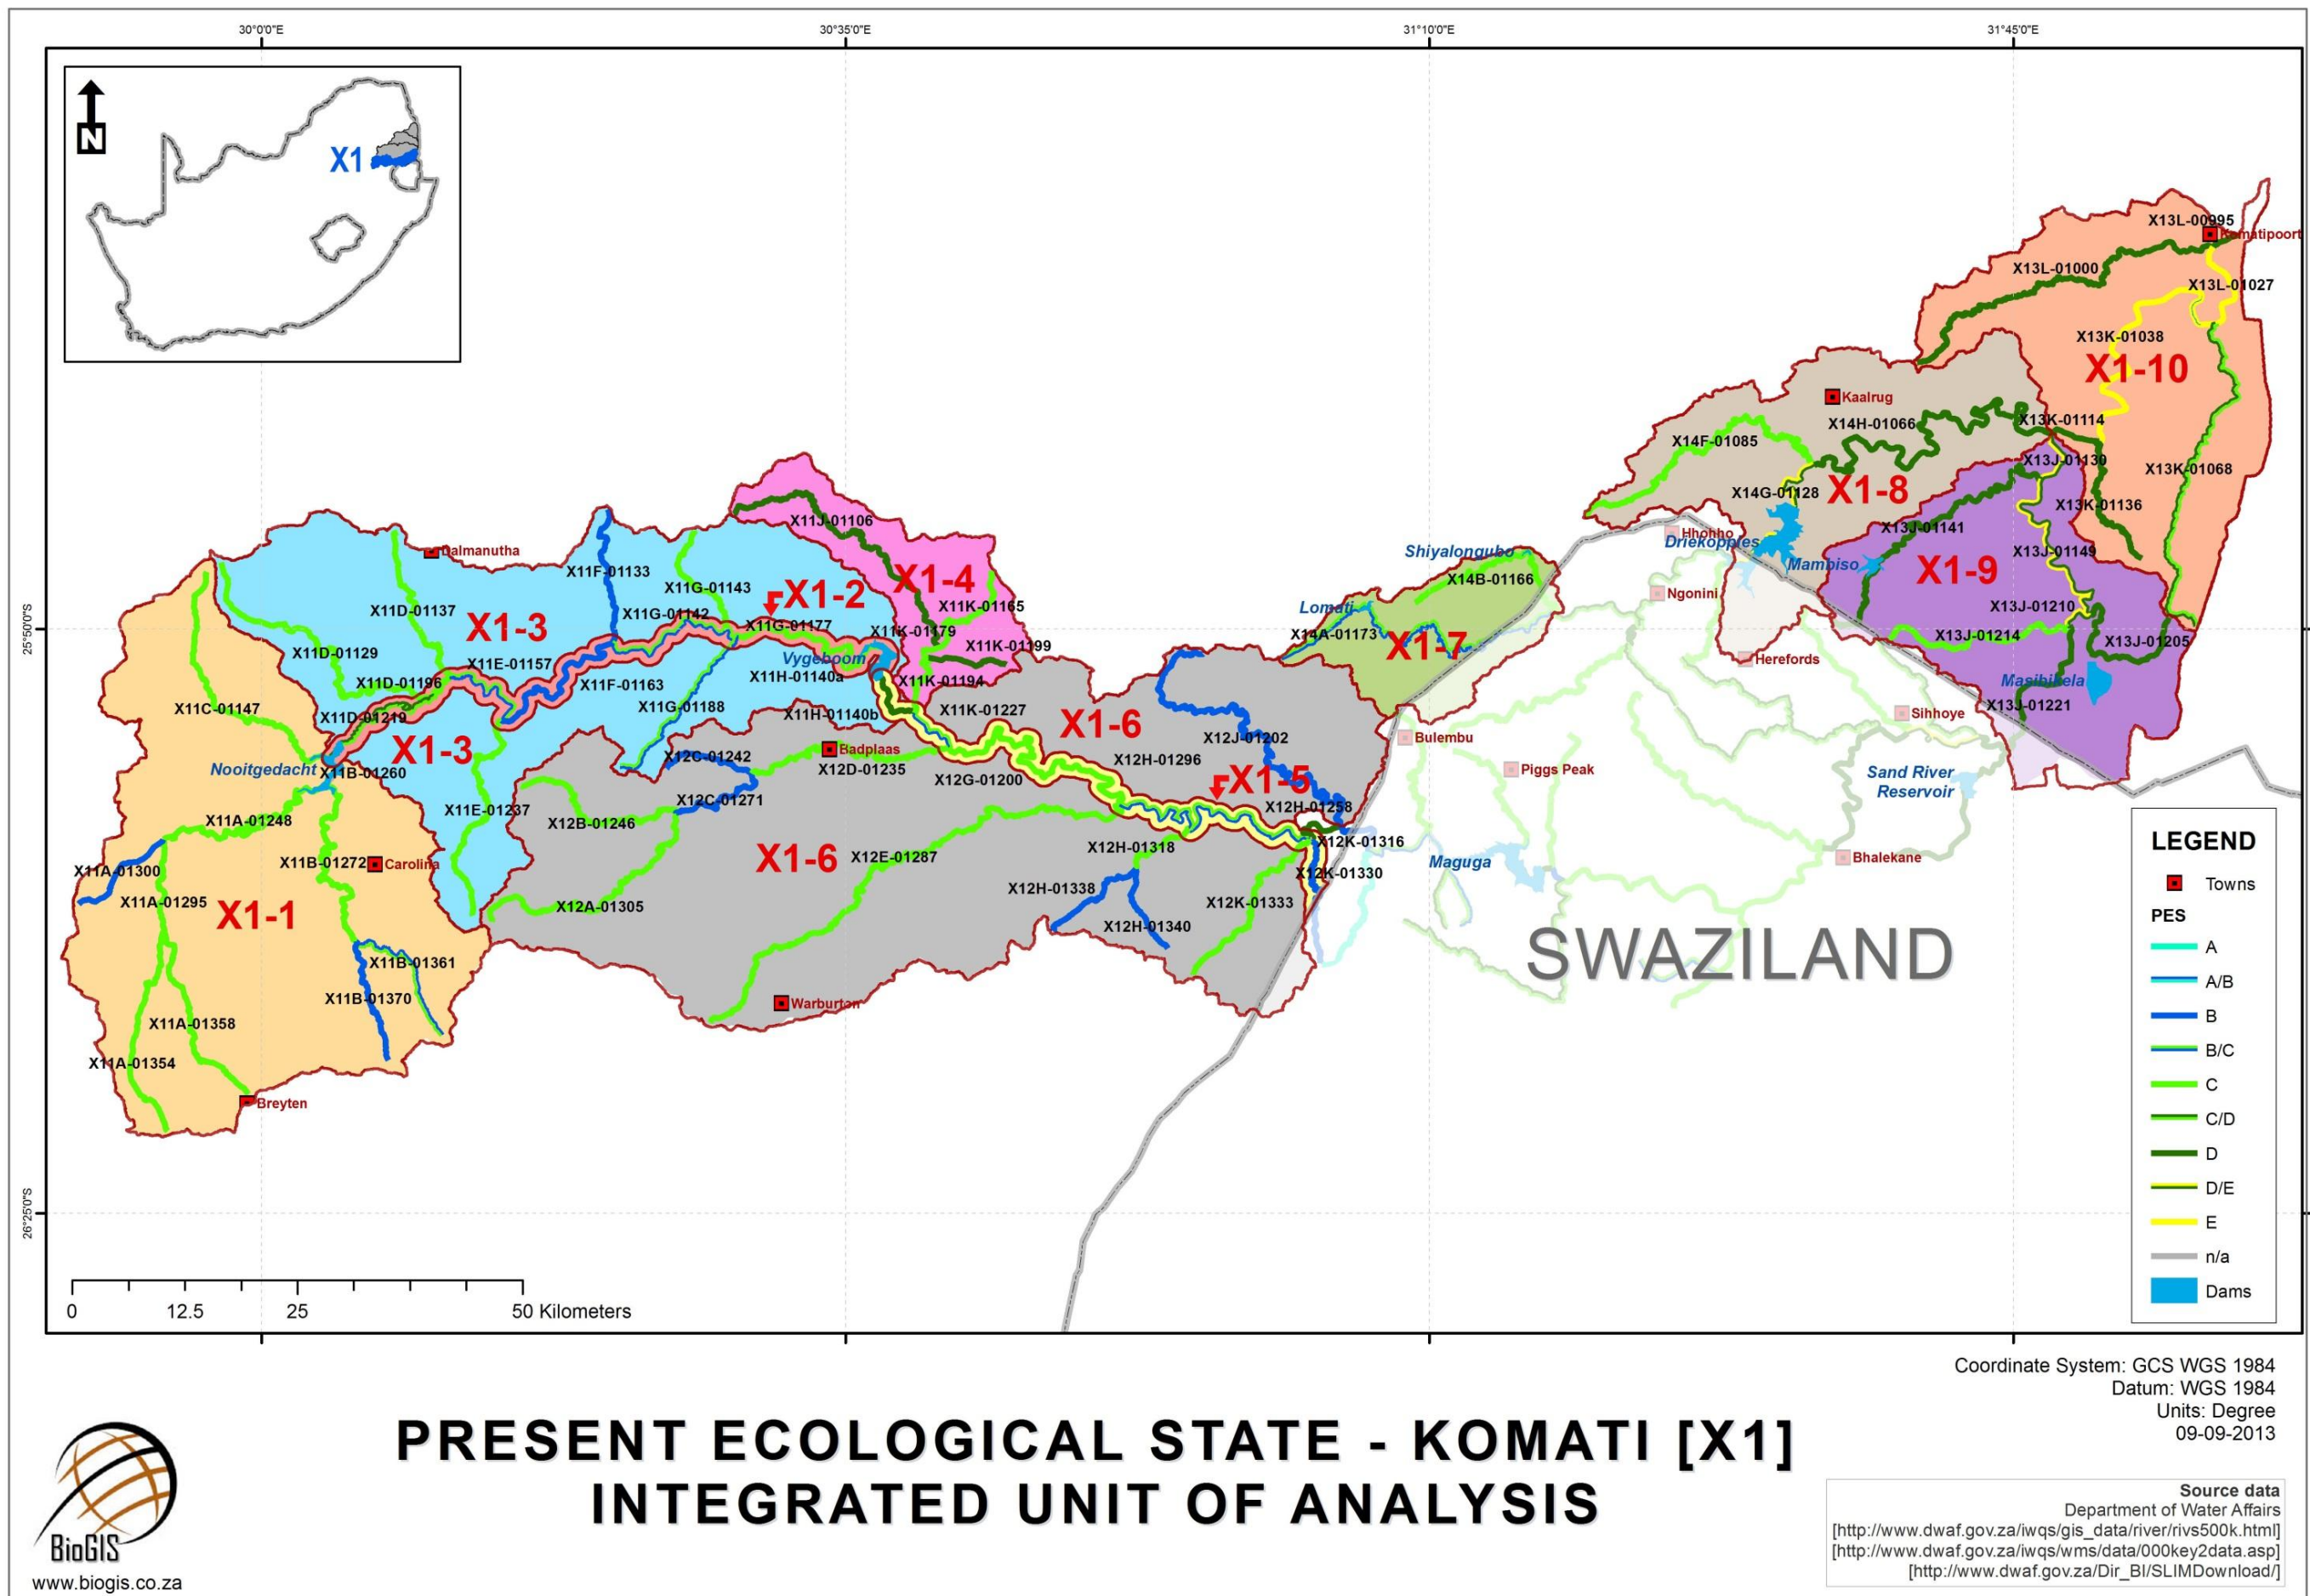 30°0'0"E
30°35'0"E
31°10'0"E
31°45'0"E
25°50'0"S
26°25'0"S
N
X1
X13L-00995
Komatipoort
X13L-01000
X13L-01027
X13K-01038
X1-10
Kaalrug
X14H-01066
X13K-01114
X14F-01085
X13J-01130
X13K-01068
X14G-01128
X1-8
X13K-01136
X11J-01106
X13J-01141
Hhohho
Driekoppies
Dalmanutha
Shiyalongubo
X13J-01149
Mambiso
X1-9
X11F-01133
X1-4
X14B-01166
X11G-01143
X1-2
Ngonini
X11D-01137
X11G-01142
X11K-01165
Lomati
X13J-01210
X1-3
X11G-01177
X11K-01179
X14A-01173
X13J-01214
X13J-01205
X11D-01129
X11E-01157
Vygeboom
X11K-01199
X1-7
Herefords
X11H-01140a
X11D-01196
X11F-01163
X11K-01194
Masibikela
X11C-01147
X11G-01188
X13J-01221
X11D-01219
X11H-01140b
X11K-01227
Sihhoye
X1-3
X1-6
X12J-01202
Bulembu
Badplaas
X12C-01242
X12H-01296
Nooitgedacht
X11B-01260
X12D-01235
X12G-01200
Piggs Peak
Sand River
Reservoir
X1-5
X12C-01271
X11E-01237
X12H-01258
X11A-01248
X12B-01246
X12K-01316
X12H-01318
X1-6
X12E-01287
Maguga
Bhalekane
X11B-01272
Carolina
X11A-01300
X12K-01330
X12H-01338
X11A-01295
X12A-01305
X12K-01333
X1-1
X12H-01340
SWAZILAND
X11B-01361
X11B-01370
Warburton
X11A-01358
X11A-01354
Breyten
LEGEND
Towns
PES
A
A/B
B
B/C
C
C/D
D
D/E
E
n/a
Dams
0 12.5 25 50 Kilometers
Coordinate System: GCS WGS 1984
Datum: WGS 1984
Units: Degree
09-09-2013
PRESENT ECOLOGICAL STATE - KOMATI [X1]
INTEGRATED UNIT OF ANALYSIS
BioGIS
www.biogis.co.za
Source data
Department of Water Affairs
[http://www.dwaf.gov.za/iwqs/gis_data/river/rivs500k.html]
[http://www.dwaf.gov.za/iwqs/wms/data/000key2data.asp]
[http://www.dwaf.gov.za/Dir_BI/SLIMDownload/]